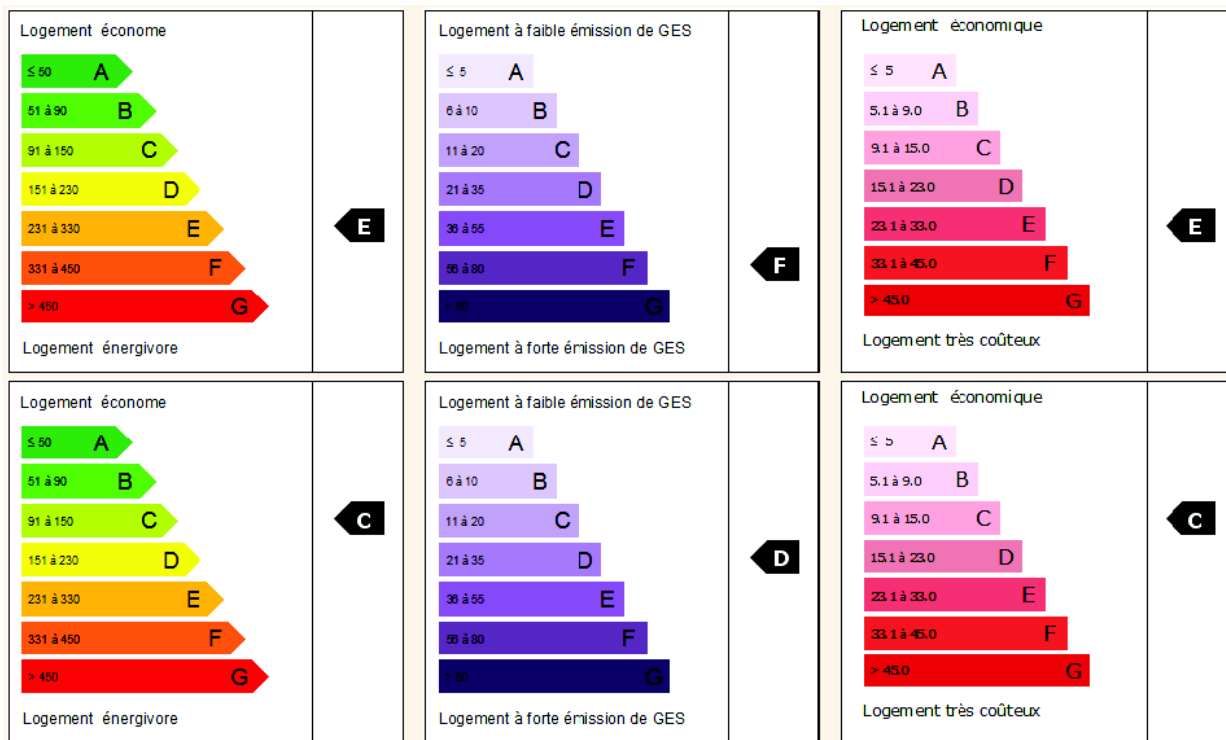 Logement économe
≤ 50 A
51 à 90 B
91 à 150 C
151 à 230 D
231 à 330 E
E
331 à 450 F
> 450 G
Logement énergivore
Logement à faible émission de GES
≤ 5 A
6 à 10 B
11 à 20 C
21 à 35 D
36 à 55 E
56 à 80 F
F
> 80 G
Logement à forte émission de GES
Logement économique
≤ 5 A
5.1 à 9.0 B
9.1 à 15.0 C
15.1 à 23.0 D
23.1 à 33.0 E
E
33.1 à 45.0 F
> 45.0 G
Logement très coûteux
Logement économe
≤ 50 A
51 à 90 B
91 à 150 C
C
151 à 230 D
231 à 330 E
331 à 450 F
> 450 G
Logement énergivore
Logement à faible émission de GES
≤ 5 A
6 à 10 B
11 à 20 C
21 à 35 D
D
36 à 55 E
56 à 80 F
> 80 G
Logement à forte émission de GES
Logement économique
≤ 5 A
5.1 à 9.0 B
9.1 à 15.0 C
C
15.1 à 23.0 D
23.1 à 33.0 E
33.1 à 45.0 F
> 45.0 G
Logement très coûteux